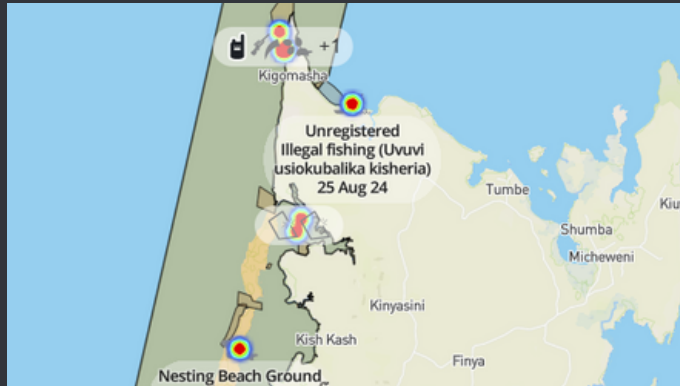 +1
Kigomasha
Unregistered
Illegal fishing (Uvuvi
usiokubalika kisheria)
25 Aug 24
Tumbe
Kiu
Shumba
Micheweni
Kinyasini
Kish Kash
Finya
Nesting Beach Ground